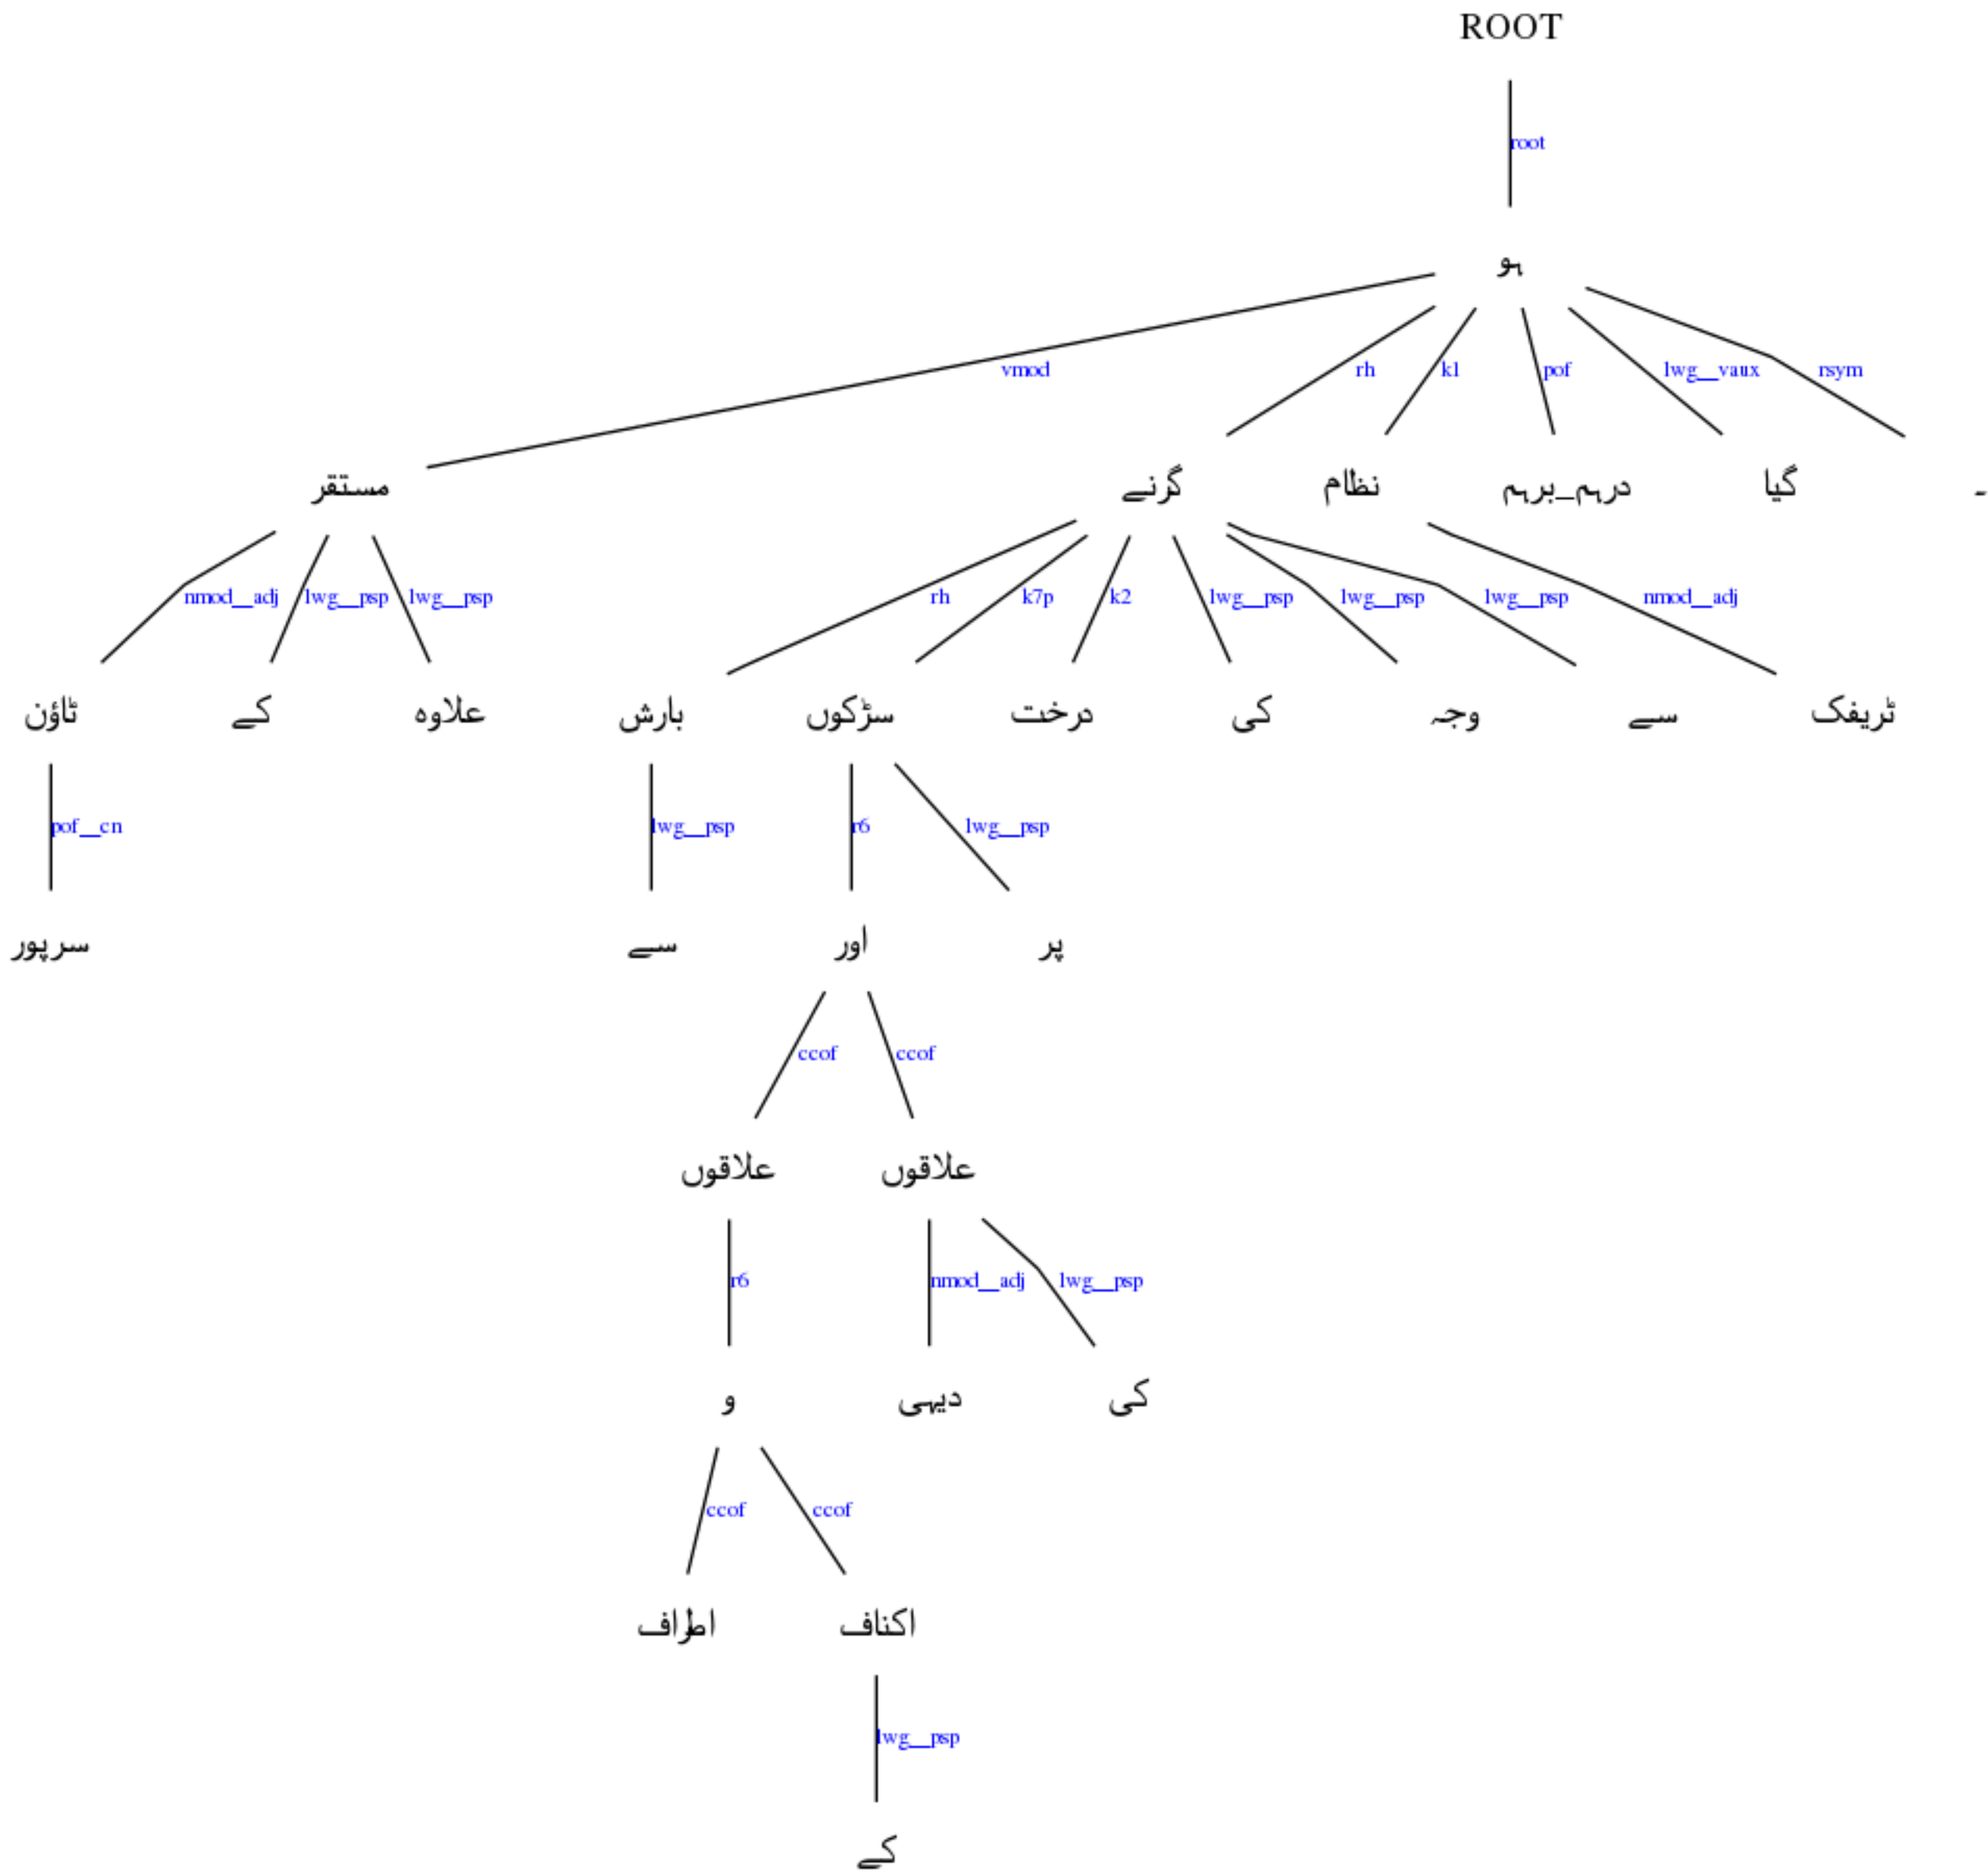 ROOT
root
ہو
vmod rh k1 pof lwg__vaux rsym
مستقر گرنے نظام درہم_برہم گیا ۔
nmod__adj lwg__psp lwg__psp rh k7p k2 lwg__psp lwg__psp lwg__psp nmod__adj
ٹاؤن کے علاوہ بارش سڑکوں درخت کی وجہ سے ٹریفک
pof__cn lwg__psp r6 lwg__psp
سرپور سے اور پر
ccof ccof
علاقوں علاقوں
r6 nmod__adj lwg__psp
و دیہی کی
ccof ccof
اطراف اکناف
lwg__psp
کے